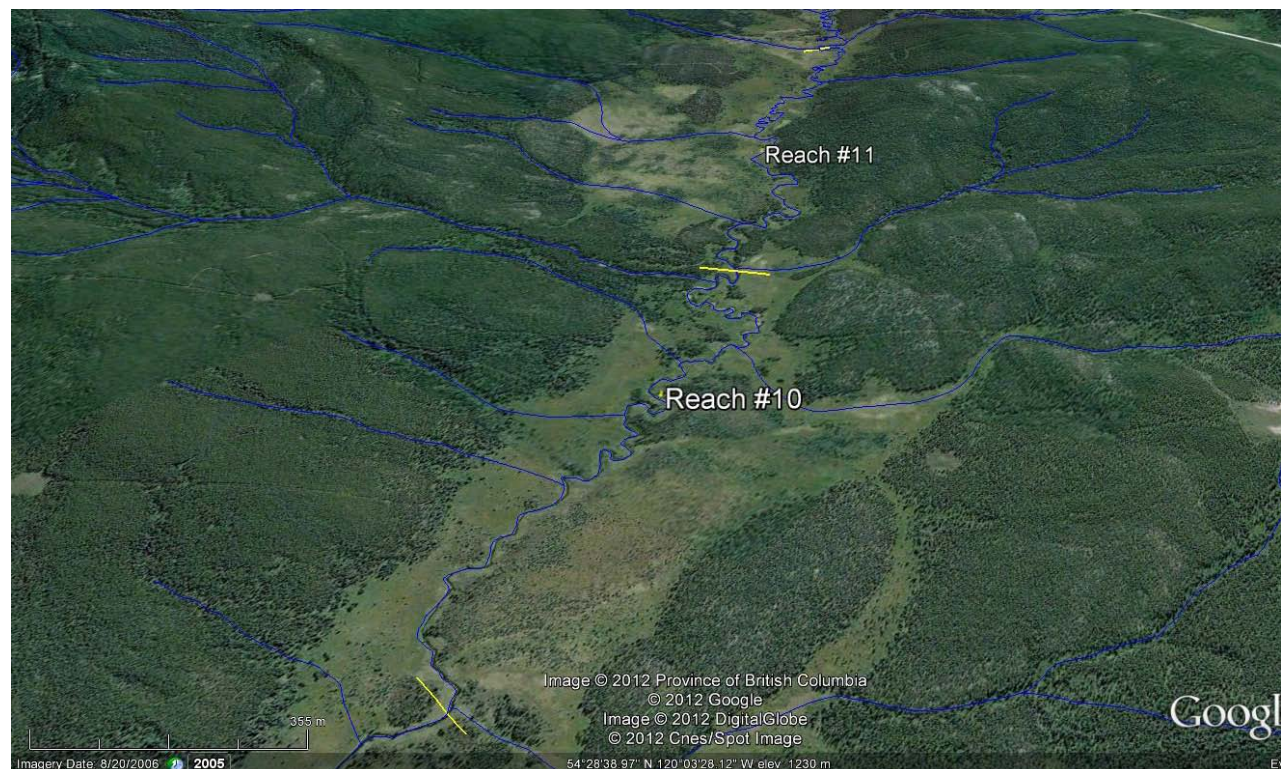 Reach #11
Reach #10
Image © 2012 Province of British Columbia
© 2012 Google
Image © 2012 DigitalGlobe
© 2012 Cnes/Spot Image
Googl
355 m
Imagery Date: 8/20/2006 2005 54°28'38.97" N 120°03'28.12" W elev 1230 m